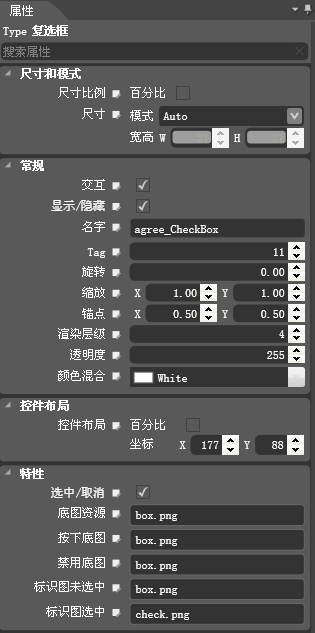 属性
Type 复选框
搜索属性
尺寸和模式
尺寸比例 百分比
尺寸 模式 Auto
宽高 W H
常规
交互
显示/隐藏
名字 agree_CheckBox
Tag 11
旋转 0.00
缩放 X 1.00 Y 1.00
锚点 X 0.50 Y 0.50
渲染层级 4
透明度 255
颜色混合 White
控件布局
控件布局 百分比
坐标 X 177 Y 88
特性
选中/取消
底图资源 box.png
按下底图 box.png
禁用底图 box.png
标识图未选中 box.png
标识图选中 check.png